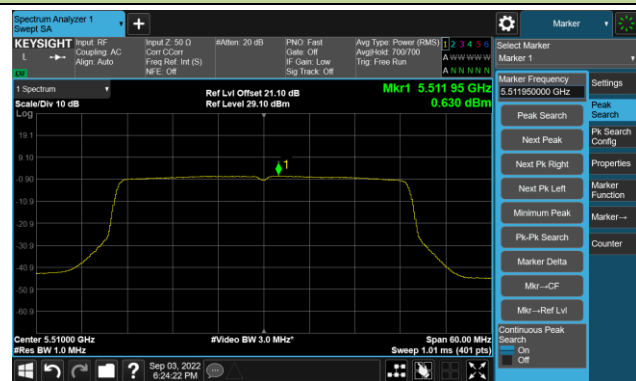 Spectrum Analyzer 1
Swept SA
+
Marker
KEYSIGHT
L
Input: RF
Coupling: AC
Align: Auto
Input Z: 50 Ω
Corr CCorr
Freq Ref: Int (S)
NFE: Off
#Atten: 20 dB
PNO: Fast
Gate: Off
IF Gain: Low
Sig Track: Off
Avg Type: Power (RMS)
Avg|Hold: 700/700
Trig: Free Run
1 2 3 4 5 6
A W W W W W
A N N N N N
Select Marker
Marker 1
1 Spectrum
Scale/Div 10 dB
Ref Lvl Offset 21.10 dB
Ref Level 29.10 dBm
Mkr1 5.511 95 GHz
0.630 dBm
Log
19.1
9.10
-0.90
-10.9
-20.9
-30.9
-40.9
-50.9
-60.9
1
Center 5.51000 GHz
#Res BW 1.0 MHz
#Video BW 3.0 MHz*
Span 60.00 MHz
Sweep 1.01 ms (401 pts)
Marker Frequency
5.511950000 GHz
Peak Search
Next Peak
Next Pk Right
Next Pk Left
Minimum Peak
Pk-Pk Search
Marker Delta
Mkr→CF
Mkr→Ref Lvl
Continuous Peak
Search
On
Off
Settings
Peak
Search
Pk Search
Config
Properties
Marker
Function
Marker→
Counter
?
Sep 03, 2022
6:24:22 PM